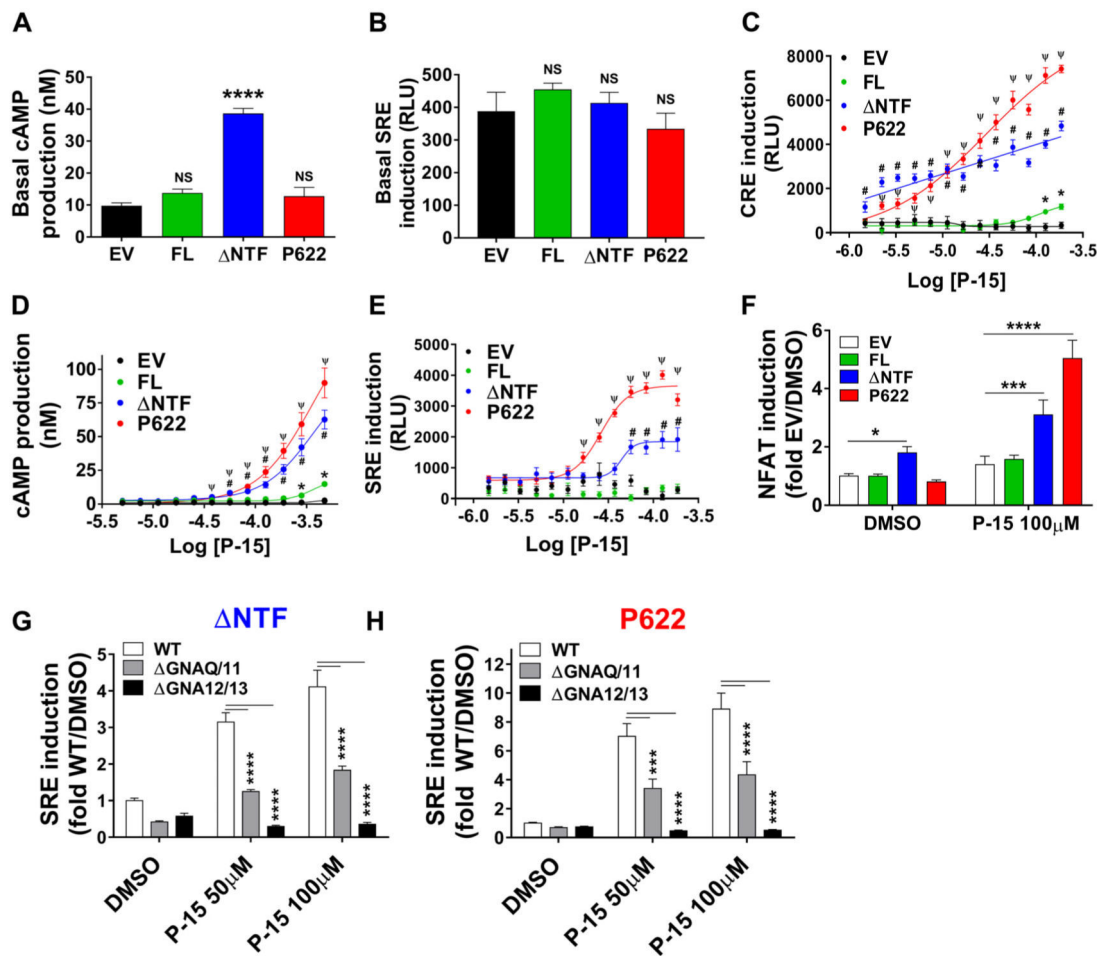 A
Basal cAMP
production (nM)
50
40
30
20
10
0
****
NS
NS
EV
FL
ΔNTF
P622
B
Basal SRE
induction (RLU)
500
400
300
200
100
0
NS
NS
NS
EV
FL
ΔNTF
P622
C
CRE induction
(RLU)
8000
6000
4000
2000
0
EV
FL
ΔNTF
P622
-6.0
-5.5
-5.0
-4.5
-4.0
-3.5
Log [P-15]
D
cAMP production
(nM)
100
75
50
25
0
EV
FL
ΔNTF
P622
-5.5
-5.0
-4.5
-4.0
-3.5
-3.0
Log [P-15]
E
SRE induction
(RLU)
5000
4000
3000
2000
1000
0
EV
FL
ΔNTF
P622
-6.0
-5.5
-5.0
-4.5
-4.0
-3.5
Log [P-15]
F
NFAT induction
(fold EV/DMSO)
6
4
2
0
EV
FL
ΔNTF
P622
*
***
****
DMSO
P-15 100μM
G
ΔNTF
SRE induction
(fold WT/DMSO)
5
4
3
2
1
0
WT
ΔGNAQ/11
ΔGNA12/13
****
****
****
****
DMSO
P-15 50μM
P-15 100μM
H
P622
SRE induction
(fold WT/DMSO)
12
10
8
6
4
2
0
WT
ΔGNAQ/11
ΔGNA12/13
***
****
****
****
DMSO
P-15 50μM
P-15 100μM